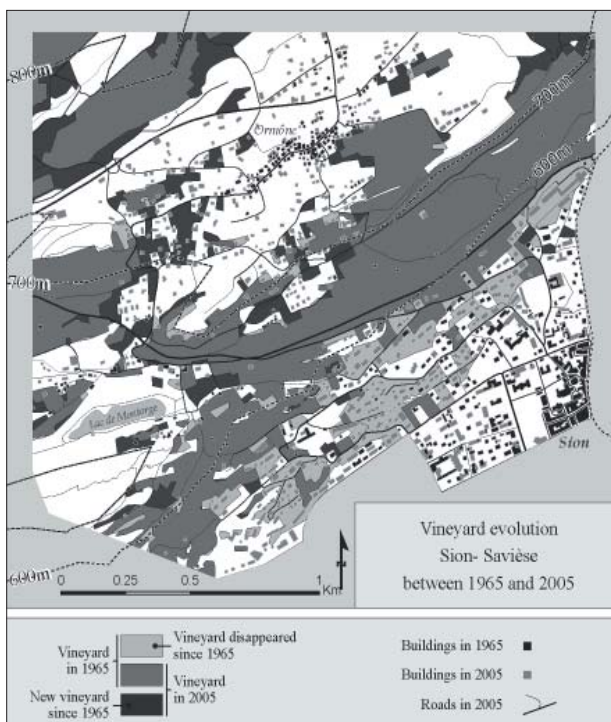 800m
Ormône
700m
600m
700m
Lac de Montorge
Sion
600m
0 0.25 0.5 1
Km
Vineyard evolution
Sion- Savièse
between 1965 and 2005
Vineyard
in 1965
Vineyard disappeared
since 1965
Vineyard
in 2005
New vineyard
since 1965
Buildings in 1965
Buildings in 2005
Roads in 2005